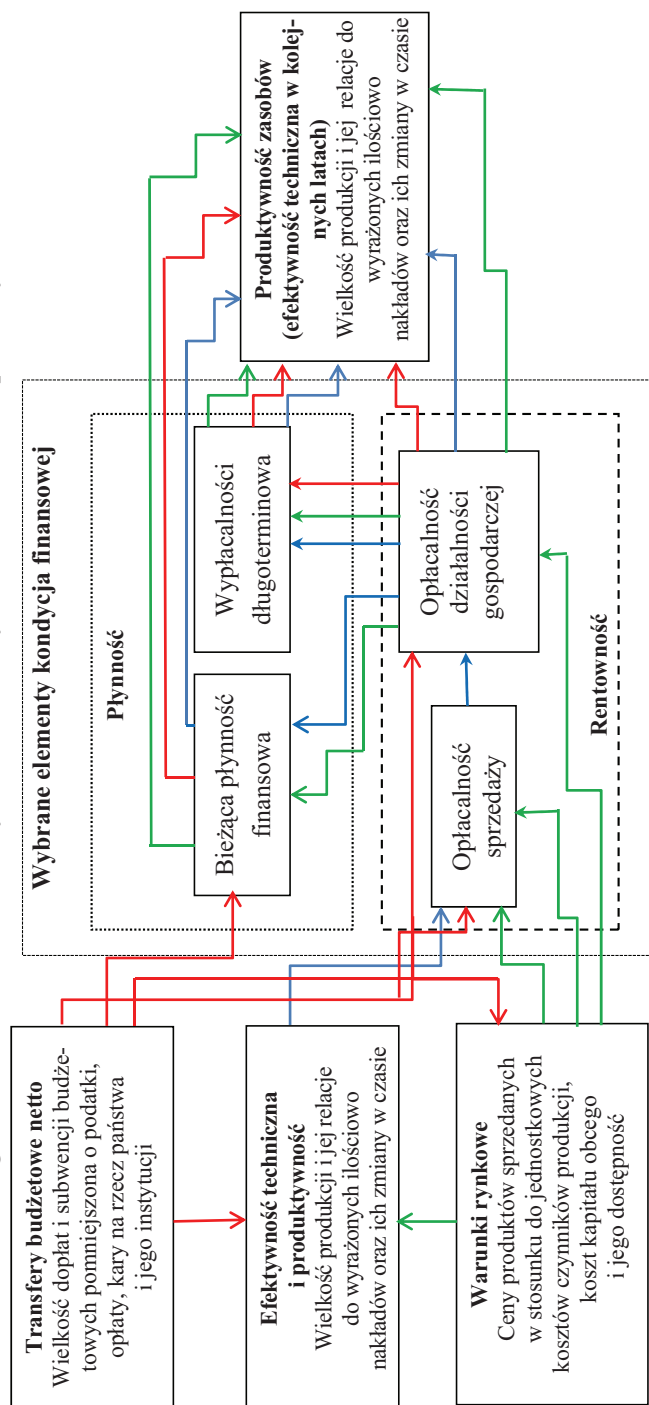 Transfery budżetowe netto
Wielkość dopłat i subwencji budże-
towych pomniejszona o podatki,
opłaty, kary na rzecz państwa
i jego instytucji
Efektywność techniczna
i produktywność
Wielkość produkcji i jej relacje
do wyrażonych ilościowo
nakładów oraz ich zmiany w czasie
Warunki rynkowe
Ceny produktów sprzedanych
w stosunku do jednostkowych
kosztów czynników produkcji,
koszt kapitału obcego
i jego dostępność
Wybrane elementy kondycja finansowej
Płynność
Bieżąca płynność
finansowa
Wypłacalności
długoterminowa
Opłacalność
sprzedaży
Opłacalność
działalności
gospodarczej
Rentowność
Produktywność zasobów
(efektywność techniczna w kolej-
nych latach)
Wielkość produkcji i jej relacje do
wyrażonych ilościowo
nakładów oraz ich zmiany w czasie